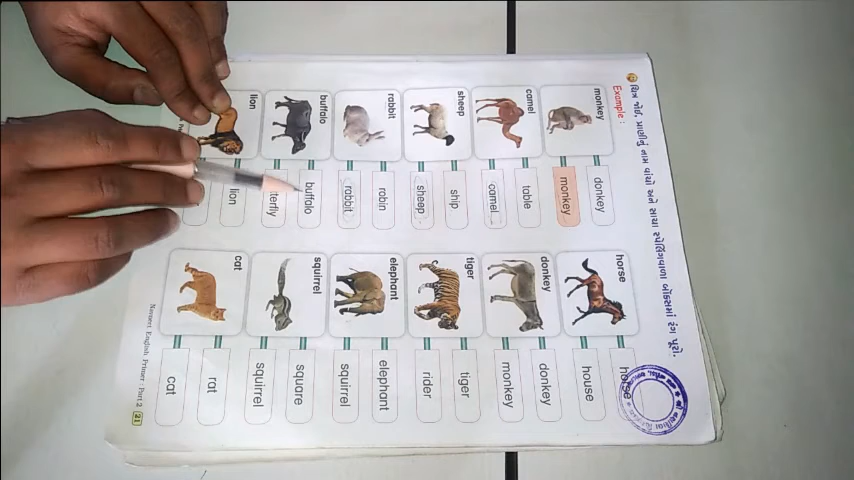 ચિત્ર જોઈ, પ્રાણીનું નામ વાંચો અને સાચા સ્પેલિંગવાળા બોક્સમાં રંગ પૂરો.
Example :
monkey
donkey
monkey
horse
horse
house
camel
table
camel
donkey
donkey
monkey
sheep
ship
sheep
tiger
tiger
rider
rabbit
robin
rabbit
elephant
elephant
squirrel
buffalo
buffalo
terfly
squirrel
square
squirrel
lion
lion
cat
rat
cat
Navneet English Primer : Part 2
21